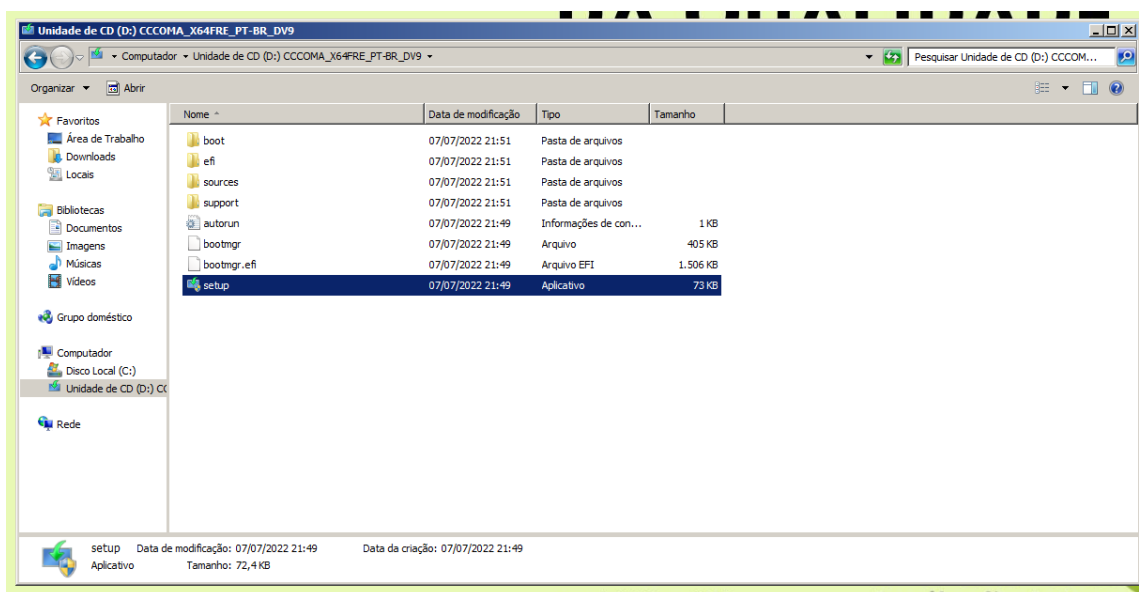 Unidade de CD (D:) CCCOMA_X64FRE_PT-BR_DV9
Computador Unidade de CD (D:) CCCOMA_X64FRE_PT-BR_DV9 Pesquisar Unidade de CD (D:) CCCOM...
Organizar Abrir
Nome Data de modificação Tipo Tamanho
Favoritos
Área de Trabalho
Downloads
Locais
Bibliotecas
Documentos
Imagens
Músicas
Vídeos
Grupo doméstico
Computador
Disco Local (C:)
Unidade de CD (D:) CC
Rede
boot 07/07/2022 21:51 Pasta de arquivos
efi 07/07/2022 21:51 Pasta de arquivos
sources 07/07/2022 21:51 Pasta de arquivos
support 07/07/2022 21:51 Pasta de arquivos
autorun 07/07/2022 21:49 Informações de con... 1 KB
bootmgr 07/07/2022 21:49 Arquivo 405 KB
bootmgr.efi 07/07/2022 21:49 Arquivo EFI 1.506 KB
setup 07/07/2022 21:49 Aplicativo 73 KB
setup Data de modificação: 07/07/2022 21:49 Data da criação: 07/07/2022 21:49
Aplicativo Tamanho: 72,4 KB